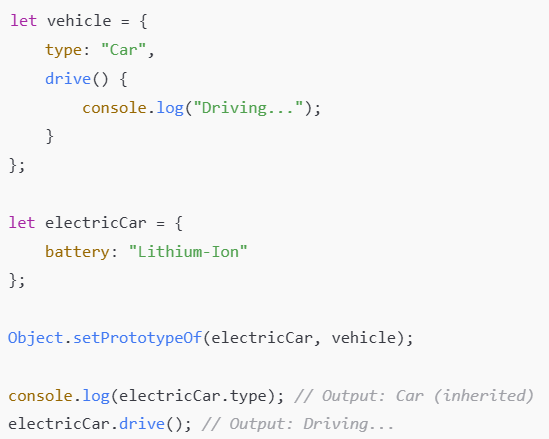 let vehicle = {
    type: "Car",
    drive() {
        console.log("Driving...");
    }
};

let electricCar = {
    battery: "Lithium-Ion"
};

Object.setPrototypeOf(electricCar, vehicle);

console.log(electricCar.type); // Output: Car (inherited)
electricCar.drive(); // Output: Driving...